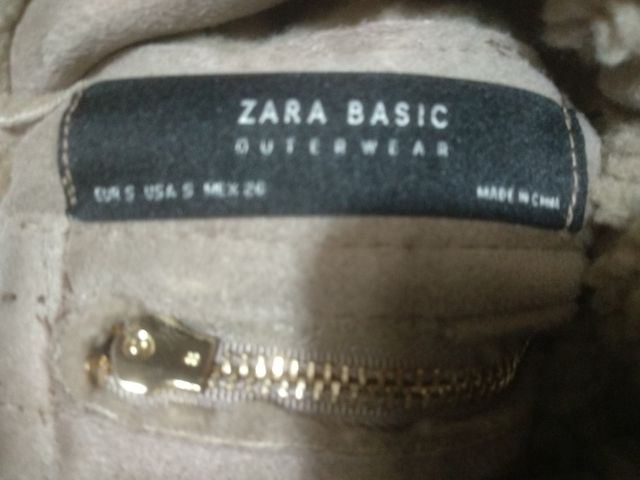 ZARA BASIC
OUTERWEAR
EUR S USA S MEX 26
MADE IN CHINA